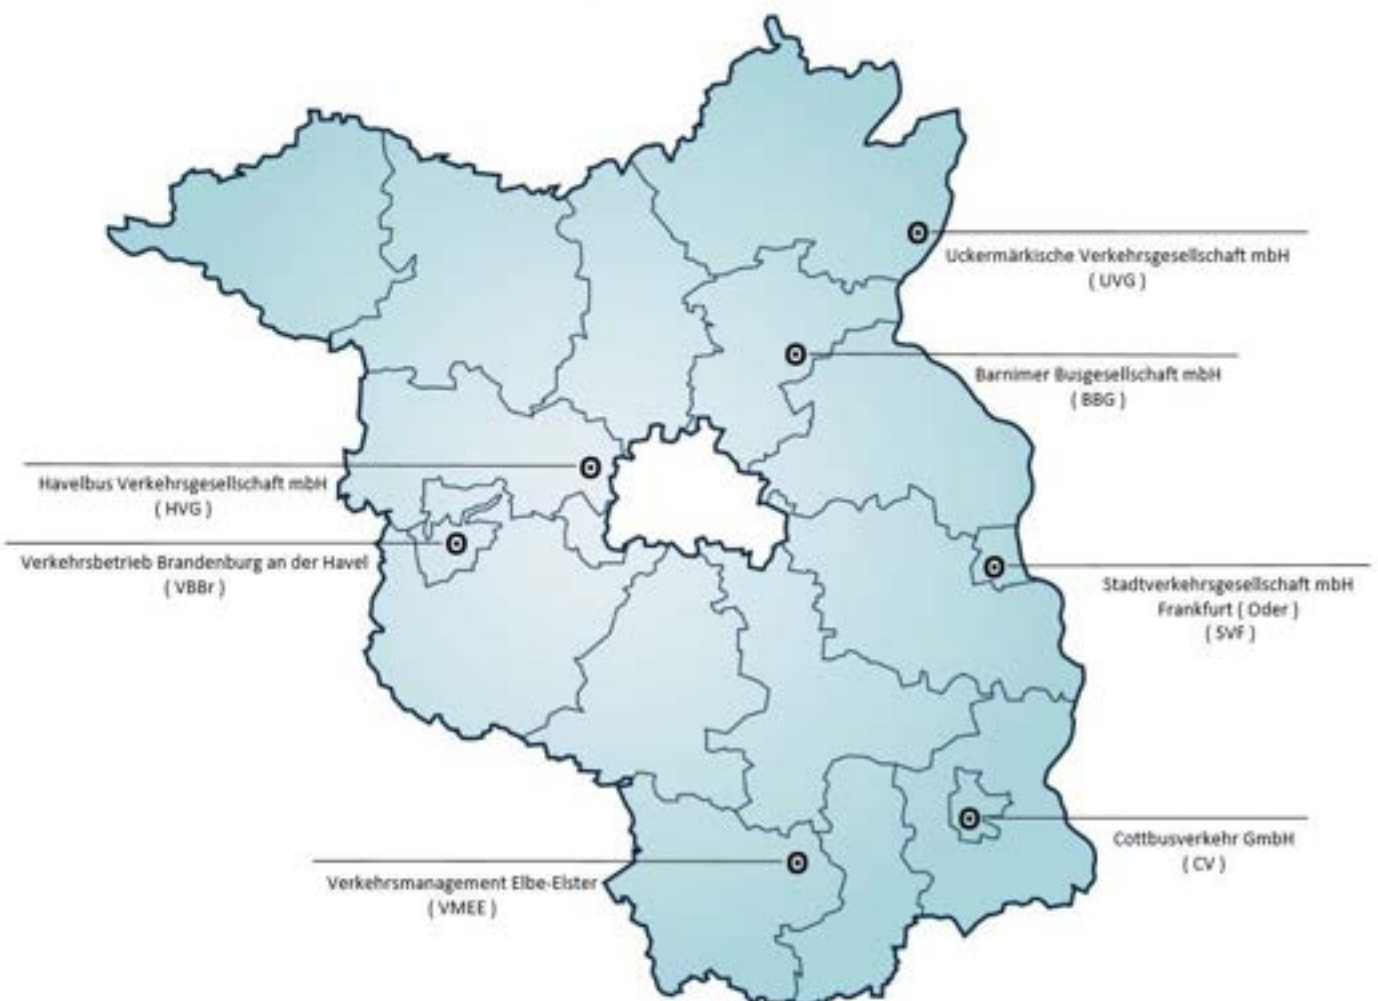 Uckermärkische Verkehrsgesellschaft mbH
( UVG )
Barnimer Busgesellschaft mbH
( BBG )
Havelbus Verkehrsgesellschaft mbH
( HVG )
Verkehrsbetrieb Brandenburg an der Havel
( VBBr )
Stadtverkehrsgesellschaft mbH
Frankfurt ( Oder )
( SVF )
Cottbusverkehr GmbH
( CV )
Verkehrsmanagement Elbe-Elster
( VMEE )